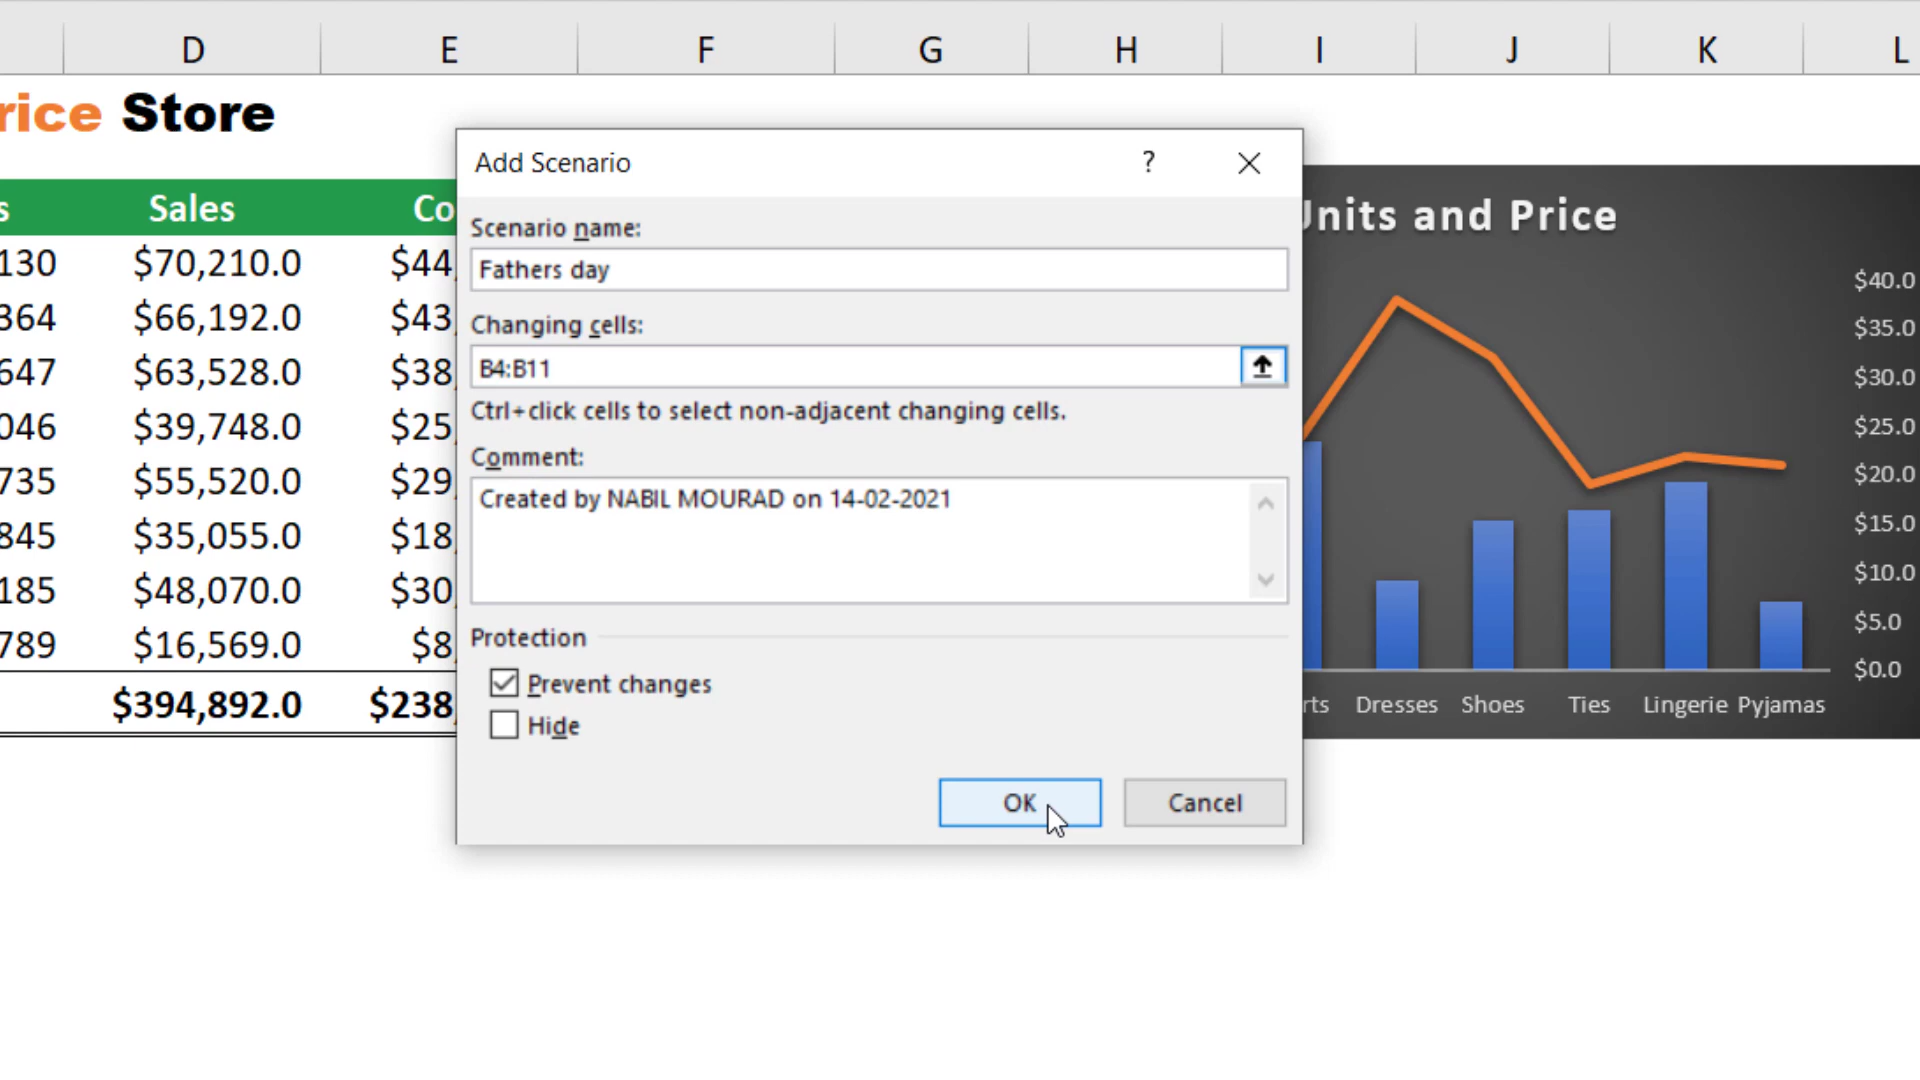 D E F G H I J K L
rice Store
Add Scenario ?
Scenario name:
Fathers day
Changing cells:
B4:B11
Ctrl+click cells to select non-adjacent changing cells.
Comment:
Created by NABIL MOURAD on 14-02-2021
Protection
Prevent changes
Hide
OK Cancel
s Sales Co
130 $70,210.0 $44,
364 $66,192.0 $43,
647 $63,528.0 $38,
046 $39,748.0 $25,
735 $55,520.0 $29,
845 $35,055.0 $18,
185 $48,070.0 $30,
789 $16,569.0 $8,
$394,892.0 $238,
Units and Price
$40.0
$35.0
$30.0
$25.0
$20.0
$15.0
$10.0
$5.0
$0.0
rts Dresses Shoes Ties Lingerie Pyjamas